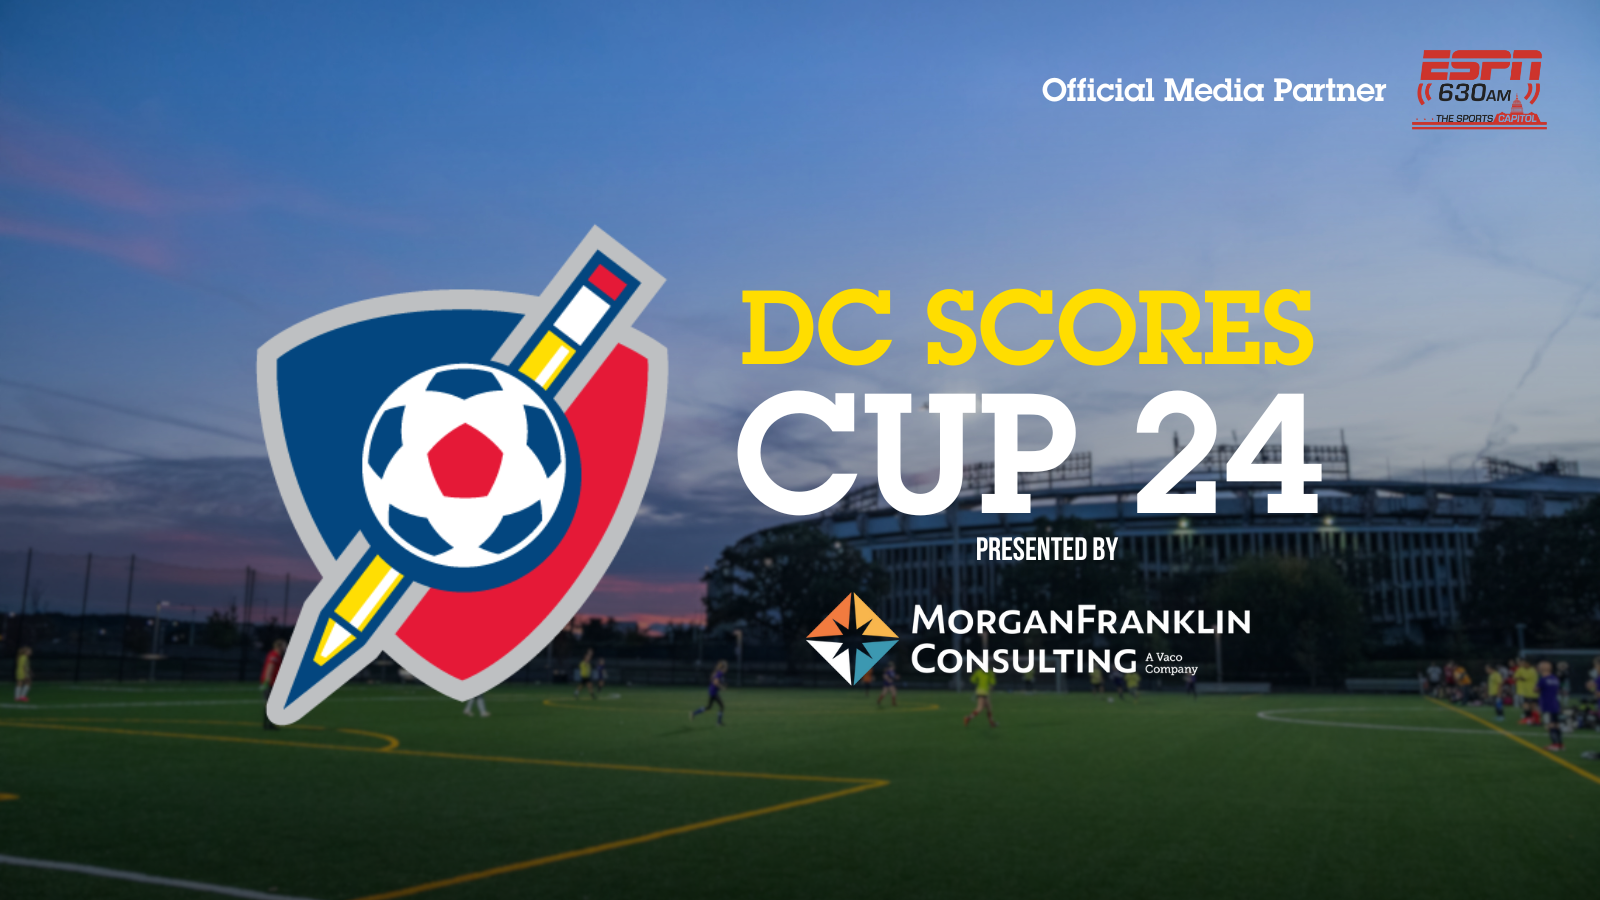 Official Media Partner
ESPN
630AM
THE SPORTS CAPITOL
DC SCORES
CUP 24
PRESENTED BY
MORGANFRANKLIN
CONSULTING
A Vaco
Company